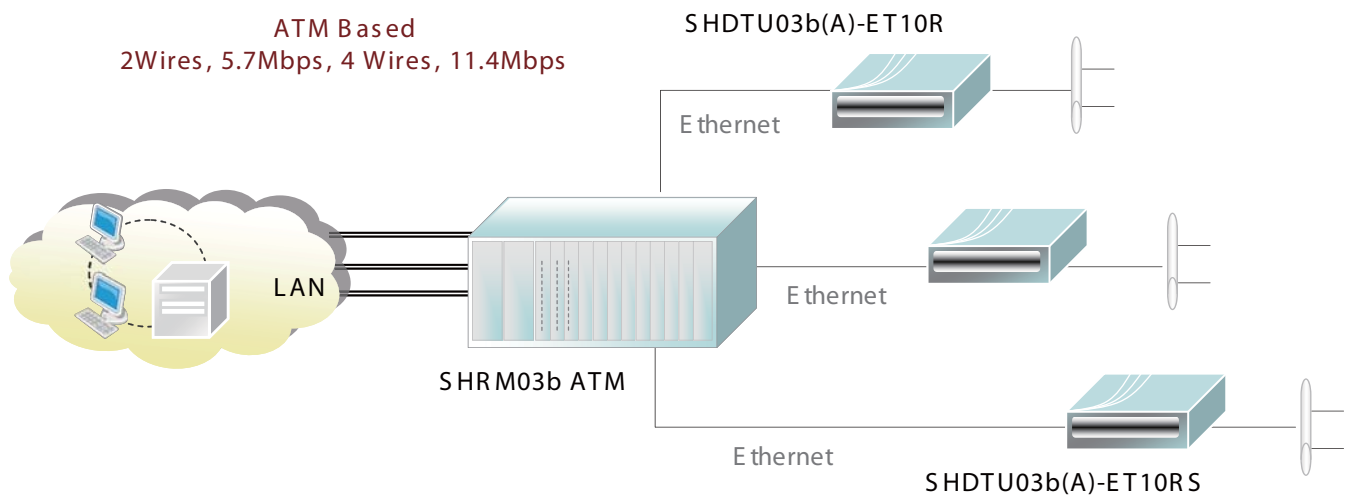 ATM Based
2Wires, 5.7Mbps, 4 Wires, 11.4Mbps
SHDTU03b(A)-ET10R
Ethernet
LAN
Ethernet
SHRM03b ATM
Ethernet
SHDTU03b(A)-ET10RS